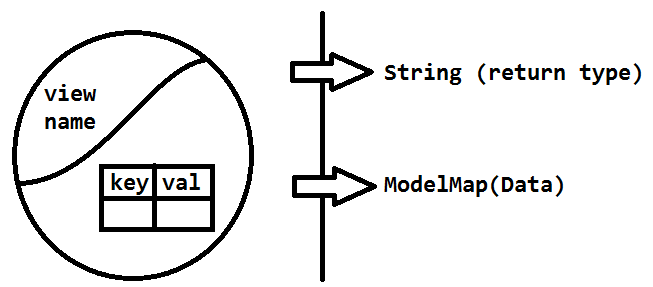 view
name
key val
String (return type)
ModelMap(Data)